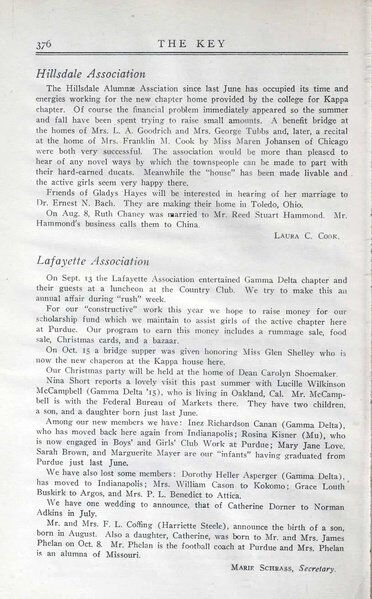 376
THE KEY
Hillsdale Association
The Hillsdale Alumnæ Assciation since last June has occupied its time and
energies working for the new chapter home provided by the college for Kappa
chapter. Of course the financial problem immediately appeared so the summer
and fall have been spent trying to raise small amounts. A benefit bridge at
the homes of Mrs. L. A. Goodrich and Mrs. George Tubbs and, later, a recital
at the home of Mrs. Franklin M. Cook by Miss Maren Johansen of Chicago
were both very successful. The association would be more than pleased to
hear of any novel ways by which the townspeople can be made to part with
their hard-earned ducats. Meanwhile the "house" has been made livable and
the active girls seem very happy there.
Friends of Gladys Hayes will be interested in hearing of her marriage to
Dr. Ernest N. Bach. They are making their home in Toledo, Ohio.
On Aug. 8, Ruth Chaney was married to Mr. Reed Stuart Hammond. Mr.
Hammond's business calls them to China.
LAURA C. COOK.
Lafayette Association
On Sept. 13 the Lafayette Association entertained Gamma Delta chapter and
their guests at a luncheon at the Country Club. We try to make this an
annual affair during "rush" week.
For our "constructive" work this year we hope to raise money for our
scholarship fund which we maintain to assist girls of the active chapter here
at Purdue. Our program to earn this money includes a rummage sale, food
sale, Christmas cards, and a bazaar.
On Oct. 15 a bridge supper was given honoring Miss Glen Shelley who is
now the new chaperon at the Kappa house here.
Our Christmas party will be held at the home of Dean Carolyn Shoemaker.
Nina Short reports a lovely visit this past summer with Lucille Wilkinson
McCampbell (Gamma Delta '15), who is living in Oakland, Cal. Mr. McCamp-
bell is with the Federal Bureau of Markets there. They have two children,
a son, and a daughter born just last June.
Among our new members we have: Inez Richardson Canan (Gamma Delta),
who has moved back here again from Indianapolis; Rosina Kisner (Mu), who
is now engaged in Boys' and Girls' Club Work at Purdue; Mary Jane Love,
Sarah Brown, and Marguerite Mayer are our "infants" having graduated from
Purdue just last June.
We have also lost some members: Dorothy Heller Asperger (Gamma Delta),
has moved to Indianapolis; Mrs. William Cason to Kokomo; Grace Louth
Buskirk to Argos, and Mrs. P. L. Benedict to Attica.
We have one wedding to announce, that of Catherine Dorner to Norman
Adkins in July.
Mr. and Mrs. F. L. Coffing (Harriette Steele), announce the birth of a son,
born in August. Also a daughter, Catherine, was born to Mr. and Mrs. James
Phelan on Oct. 8. Mr. Phelan is the football coach at Purdue and Mrs. Phelan
is an alumna of Missouri.
MARIE SCHRASS, Secretary.